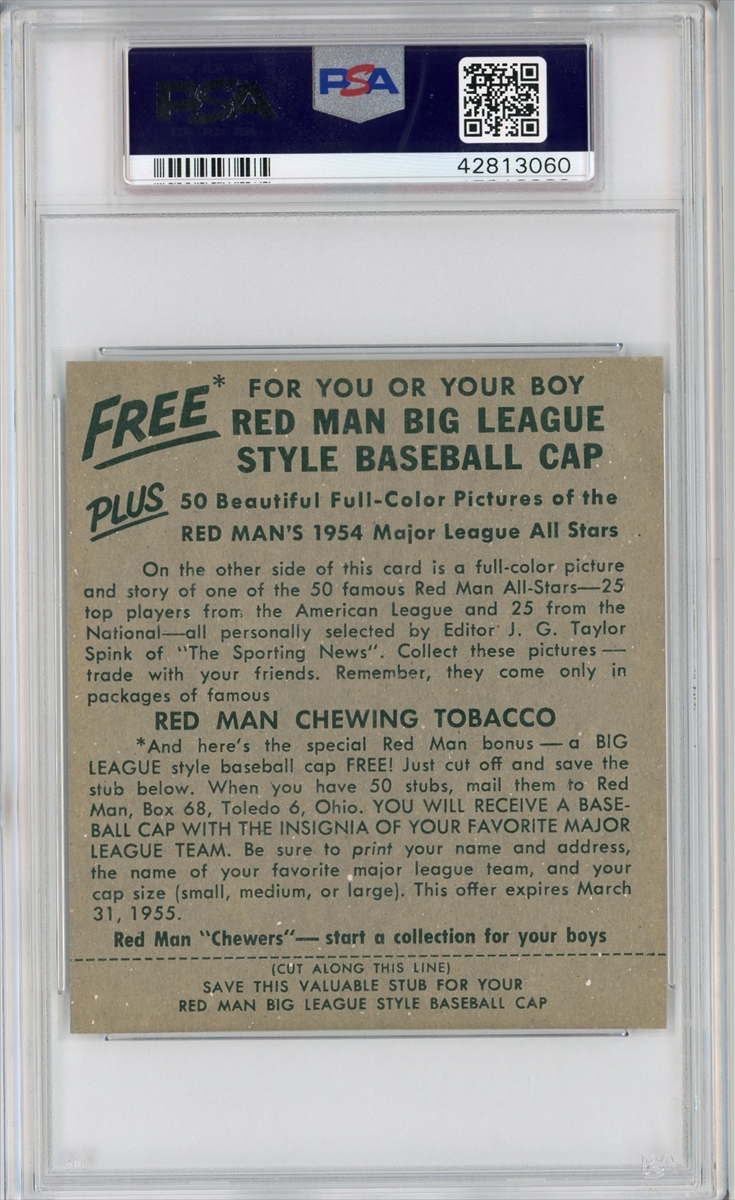 PSA
PSA
42813060
FREE* FOR YOU OR YOUR BOY
RED MAN BIG LEAGUE
STYLE BASEBALL CAP
PLUS 50 Beautiful Full-Color Pictures of the
RED MAN'S 1954 Major League All Stars
On the other side of this card is a full-color picture
and story of one of the 50 famous Red Man All-Stars—25
top players from the American League and 25 from the
National—all personally selected by Editor J. G. Taylor
Spink of "The Sporting News". Collect these pictures —
trade with your friends. Remember, they come only in
packages of famous
RED MAN CHEWING TOBACCO
*And here's the special Red Man bonus — a BIG
LEAGUE style baseball cap FREE! Just cut off and save the
stub below. When you have 50 stubs, mail them to Red
Man, Box 68, Toledo 6, Ohio. YOU WILL RECEIVE A BASE-
BALL CAP WITH THE INSIGNIA OF YOUR FAVORITE MAJOR
LEAGUE TEAM. Be sure to print your name and address,
the name of your favorite major league team, and your
cap size (small, medium, or large). This offer expires March
31, 1955.
Red Man "Chewers"— start a collection for your boys
(CUT ALONG THIS LINE)
SAVE THIS VALUABLE STUB FOR YOUR
RED MAN BIG LEAGUE STYLE BASEBALL CAP